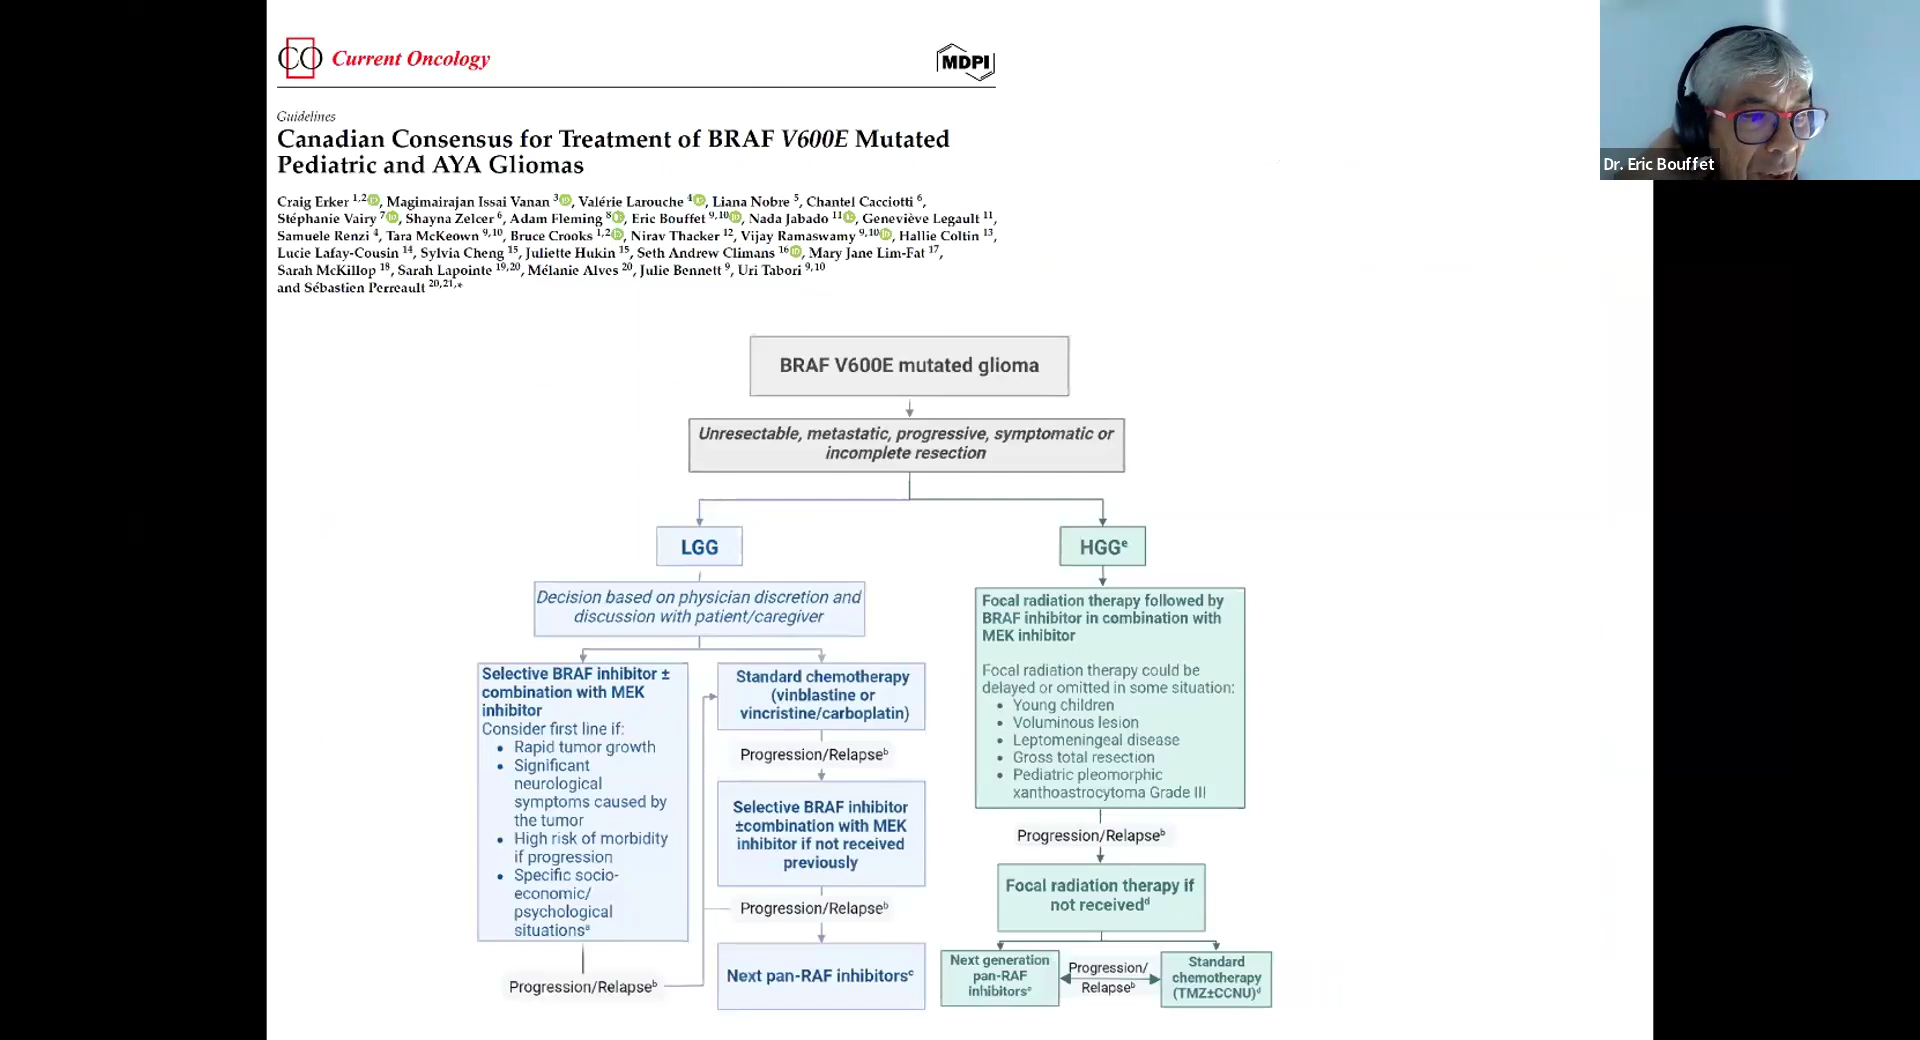 CO Current Oncology
MDPI
Guidelines
Canadian Consensus for Treatment of BRAF V600E Mutated
Pediatric and AYA Gliomas
Craig Erker 1,2, Magimairajan Issai Vanan 3, Valérie Larouche 4, Liana Nobre 5, Chantel Cacciotti 6,
Stéphanie Vairy 7, Shayna Zelcer 6, Adam Fleming 8, Eric Bouffet 9,10, Nada Jabado 11, Geneviève Legault 11,
Samuele Renzi 4, Tara McKeown 9,10, Bruce Crooks 1,2, Nirav Thacker 12, Vijay Ramaswamy 9,10, Hallie Coltin 13,
Lucie Lafay-Cousin 14, Sylvia Cheng 15, Juliette Hukin 15, Seth Andrew Climans 16, Mary Jane Lim-Fat 17,
Sarah McKillop 18, Sarah Lapointe 19,20, Mélanie Alves 20, Julie Bennett 9, Uri Tabori 9,10
and Sébastien Perreault 20,21,*
Dr. Eric Bouffet
BRAF V600E mutated glioma
Unresectable, metastatic, progressive, symptomatic or
incomplete resection
LGG
Decision based on physician discretion and
discussion with patient/caregiver
Selective BRAF inhibitor ±
combination with MEK
inhibitor
Consider first line if:
• Rapid tumor growth
• Significant
neurological
symptoms caused by
the tumor
• High risk of morbidity
if progression
• Specific socio-
economic/
psychological
situationsᵃ
Progression/Relapseᵇ
Standard chemotherapy
(vinblastine or
vincristine/carboplatin)
Progression/Relapseᵇ
Selective BRAF inhibitor
±combination with MEK
inhibitor if not received
previously
Progression/Relapseᵇ
Next pan-RAF inhibitorsᶜ
HGGᵉ
Focal radiation therapy followed by
BRAF inhibitor in combination with
MEK inhibitor
Focal radiation therapy could be
delayed or omitted in some situation:
• Young children
• Voluminous lesion
• Leptomeningeal disease
• Gross total resection
• Pediatric pleomorphic
xanthoastrocytoma Grade III
Progression/Relapseᵇ
Focal radiation therapy if
not receivedᵈ
Next generation
pan-RAF
inhibitorsᶜ
Progression/
Relapseᵇ
Standard
chemotherapy
(TMZ±CCNU)ᵈ